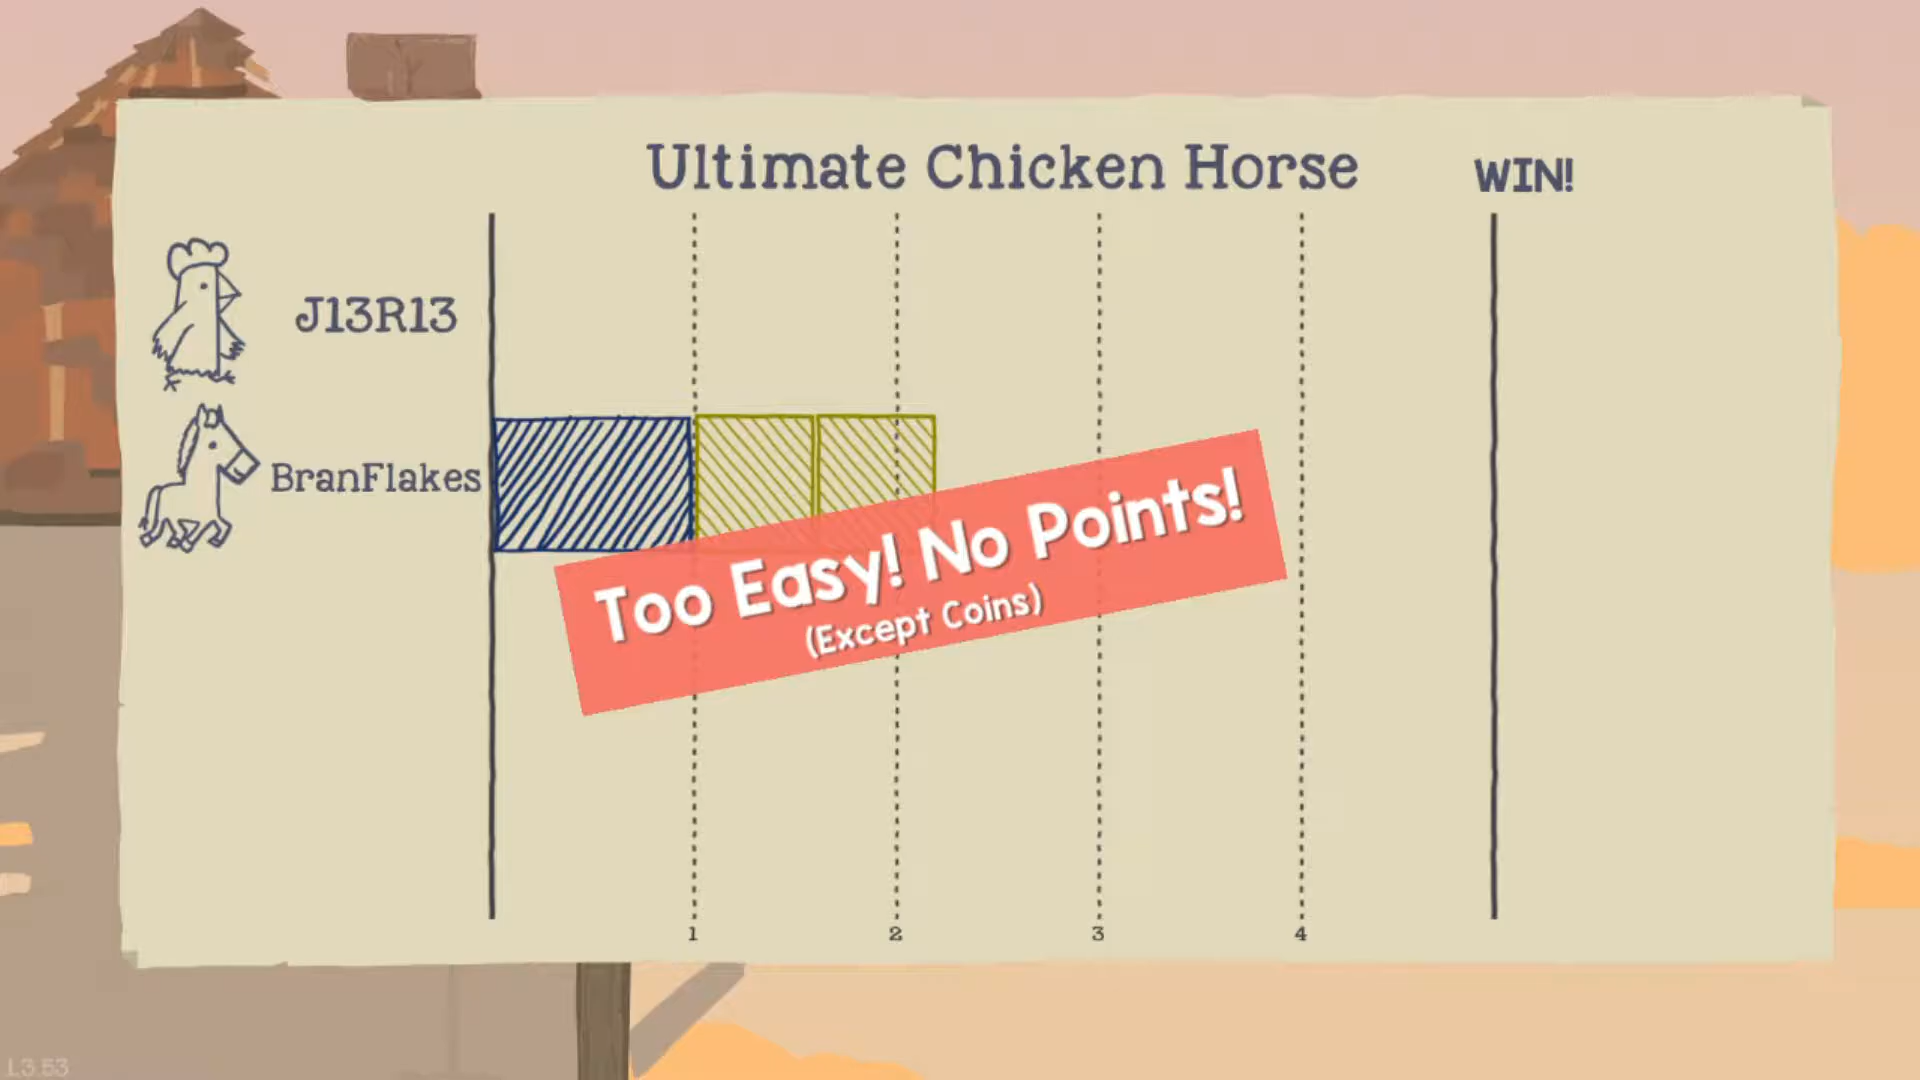 Ultimate Chicken Horse
WIN!
J13R13
BranFlakes
Too Easy! No Points!
(Except Coins)
1 2 3 4
L3.53